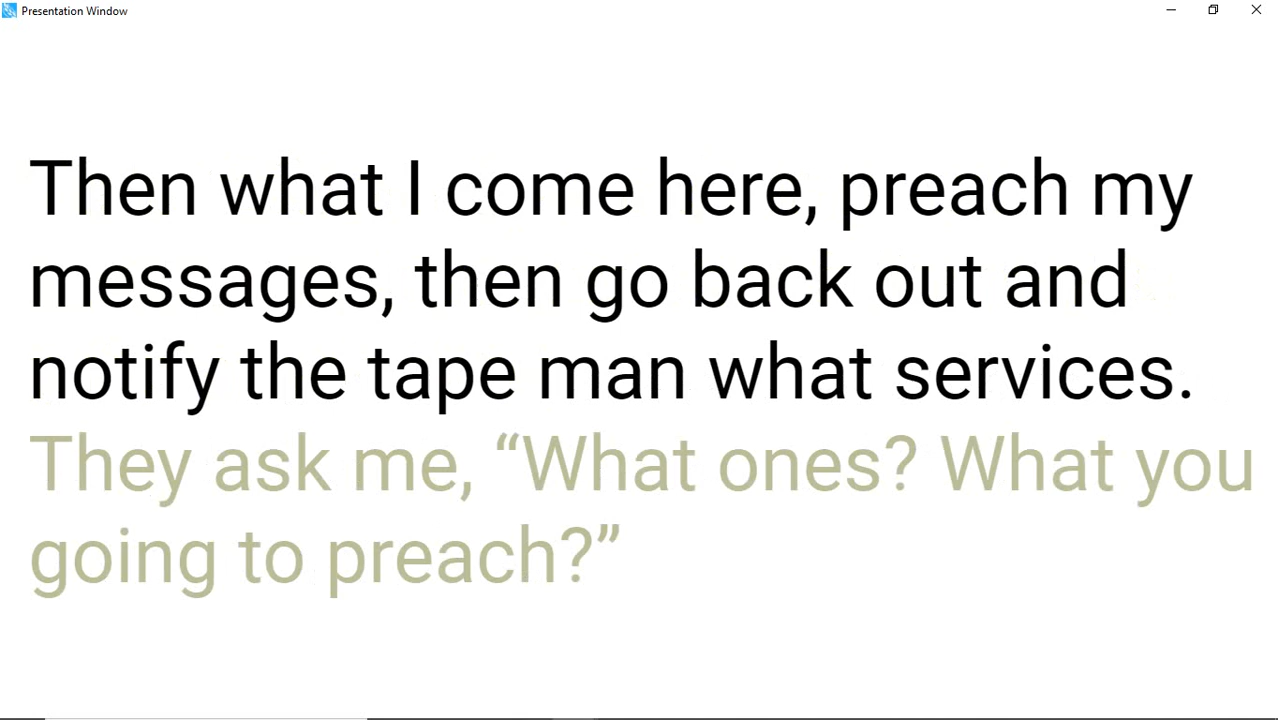 Presentation Window
Then what I come here, preach my
messages, then go back out and
notify the tape man what services.
They ask me, “What ones? What you
going to preach?”